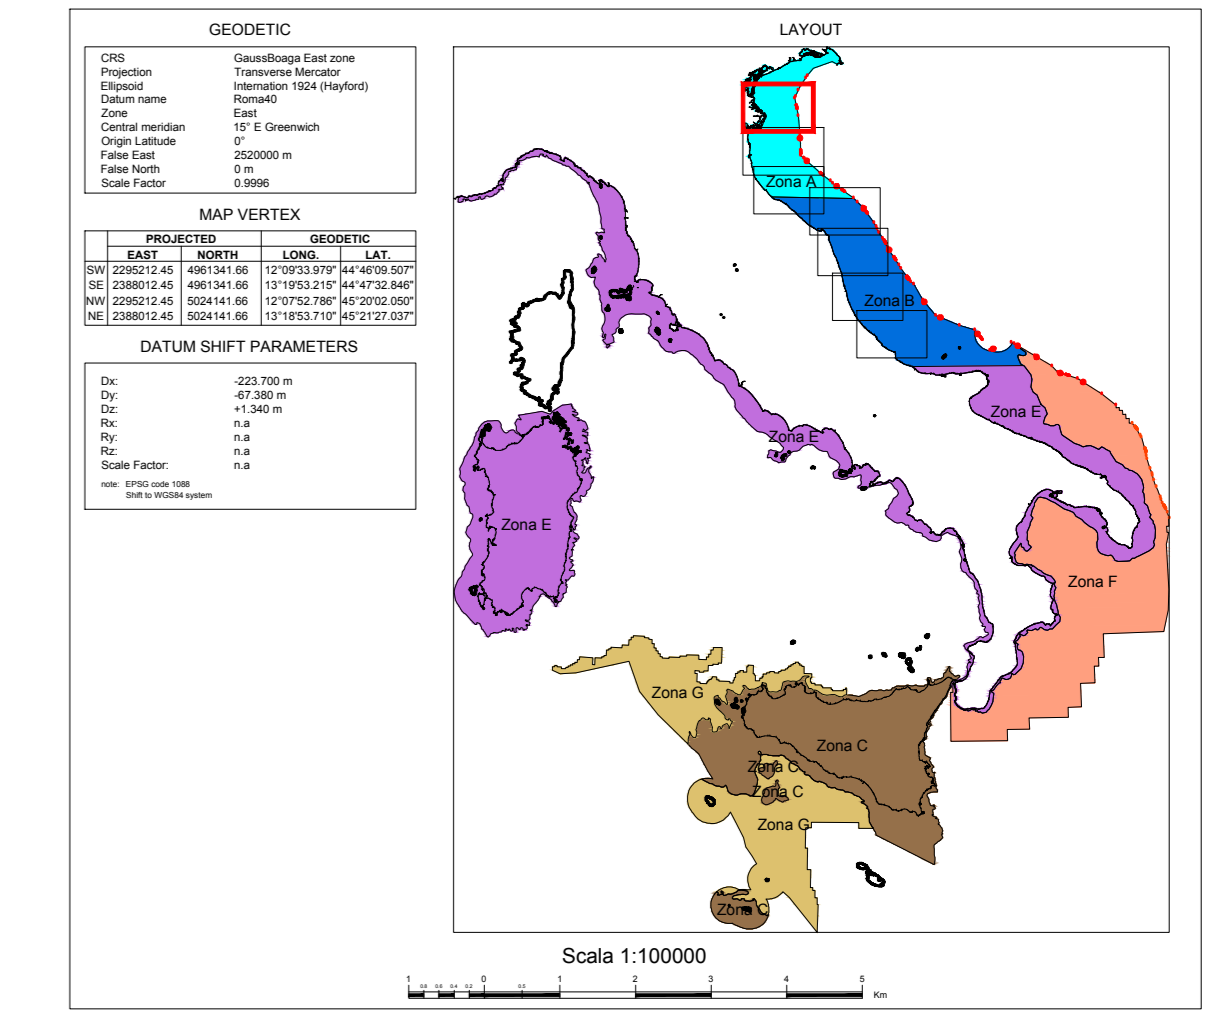 GEODETIC
CRS GaussBoaga East zone
Projection Transverse Mercator
Ellipsoid Internation 1924 (Hayford)
Datum name Roma40
Zone East
Central meridian 15° E Greenwich
Origin Latitude 0°
False East 2520000 m
False North 0 m
Scale Factor 0.9996
MAP VERTEX
PROJECTED GEODETIC
EAST NORTH LONG. LAT.
SW 2295212.45 4961341.66 12°09'33.979" 44°46'09.507"
SE 2388012.45 4961341.66 13°19'53.215" 44°47'32.846"
NW 2295212.45 5024141.66 12°07'52.786" 45°20'02.050"
NE 2388012.45 5024141.66 13°18'53.710" 45°21'27.037"
DATUM SHIFT PARAMETERS
Dx: -223.700 m
Dy: -67.380 m
Dz: +1.340 m
Rx: n.a
Ry: n.a
Rz: n.a
Scale Factor: n.a
note: EPSG code 1088
Shift to WGS84 system
LAYOUT
Zona A
Zona B
Zona E
Zona E
Zona E
Zona F
Zona G
Zona C
Zona C
Zona C
Zona G
Zona C
Scala 1:100000
1 0.8 0.6 0.4 0.2 0 0.5 1 2 3 4 5
Km